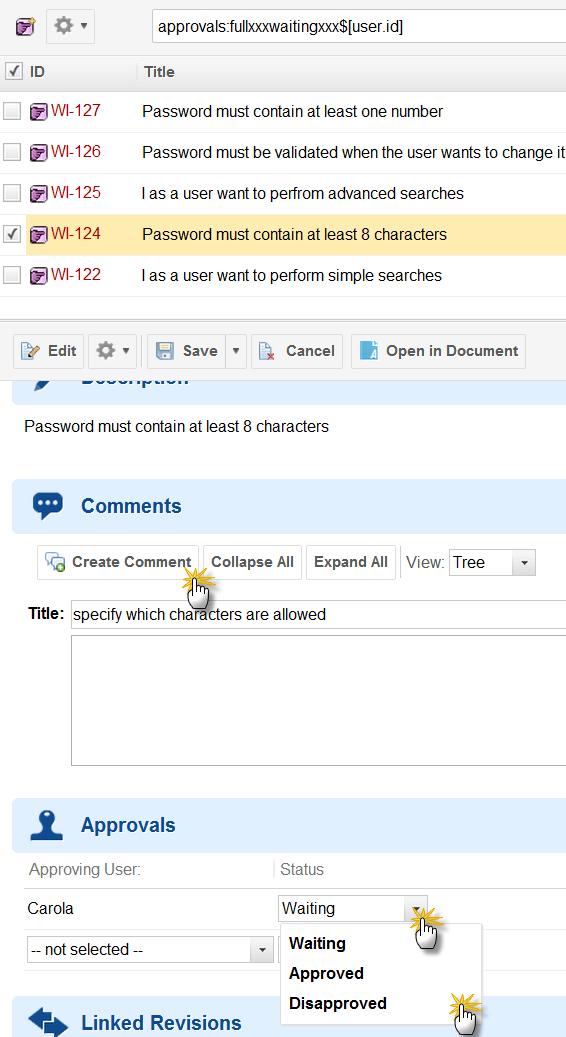 approvals:fullxxxwaitingxxx$[user.id]
ID Title
WI-127 Password must contain at least one number
WI-126 Password must be validated when the user wants to change it
WI-125 I as a user want to perfrom advanced searches
WI-124 Password must contain at least 8 characters
WI-122 I as a user want to perform simple searches
Edit Save Cancel Open in Document
Description
Password must contain at least 8 characters
Comments
Create Comment Collapse All Expand All View: Tree
Title: specify which characters are allowed
Approvals
Approving User: Status
Carola Waiting
-- not selected --
Waiting
Approved
Disapproved
Linked Revisions